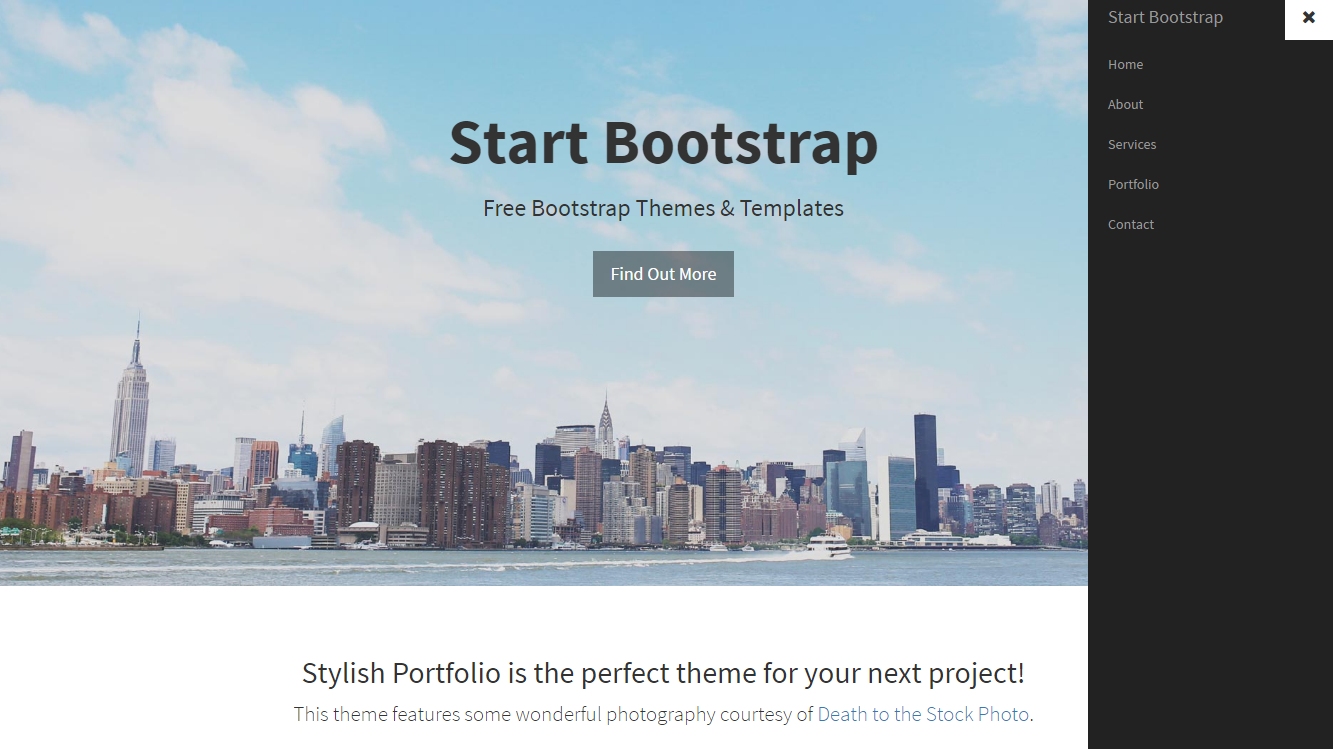 Start Bootstrap
Home
About
Services
Portfolio
Contact
Start Bootstrap
Free Bootstrap Themes & Templates
Find Out More
Stylish Portfolio is the perfect theme for your next project!
This theme features some wonderful photography courtesy of Death to the Stock Photo.